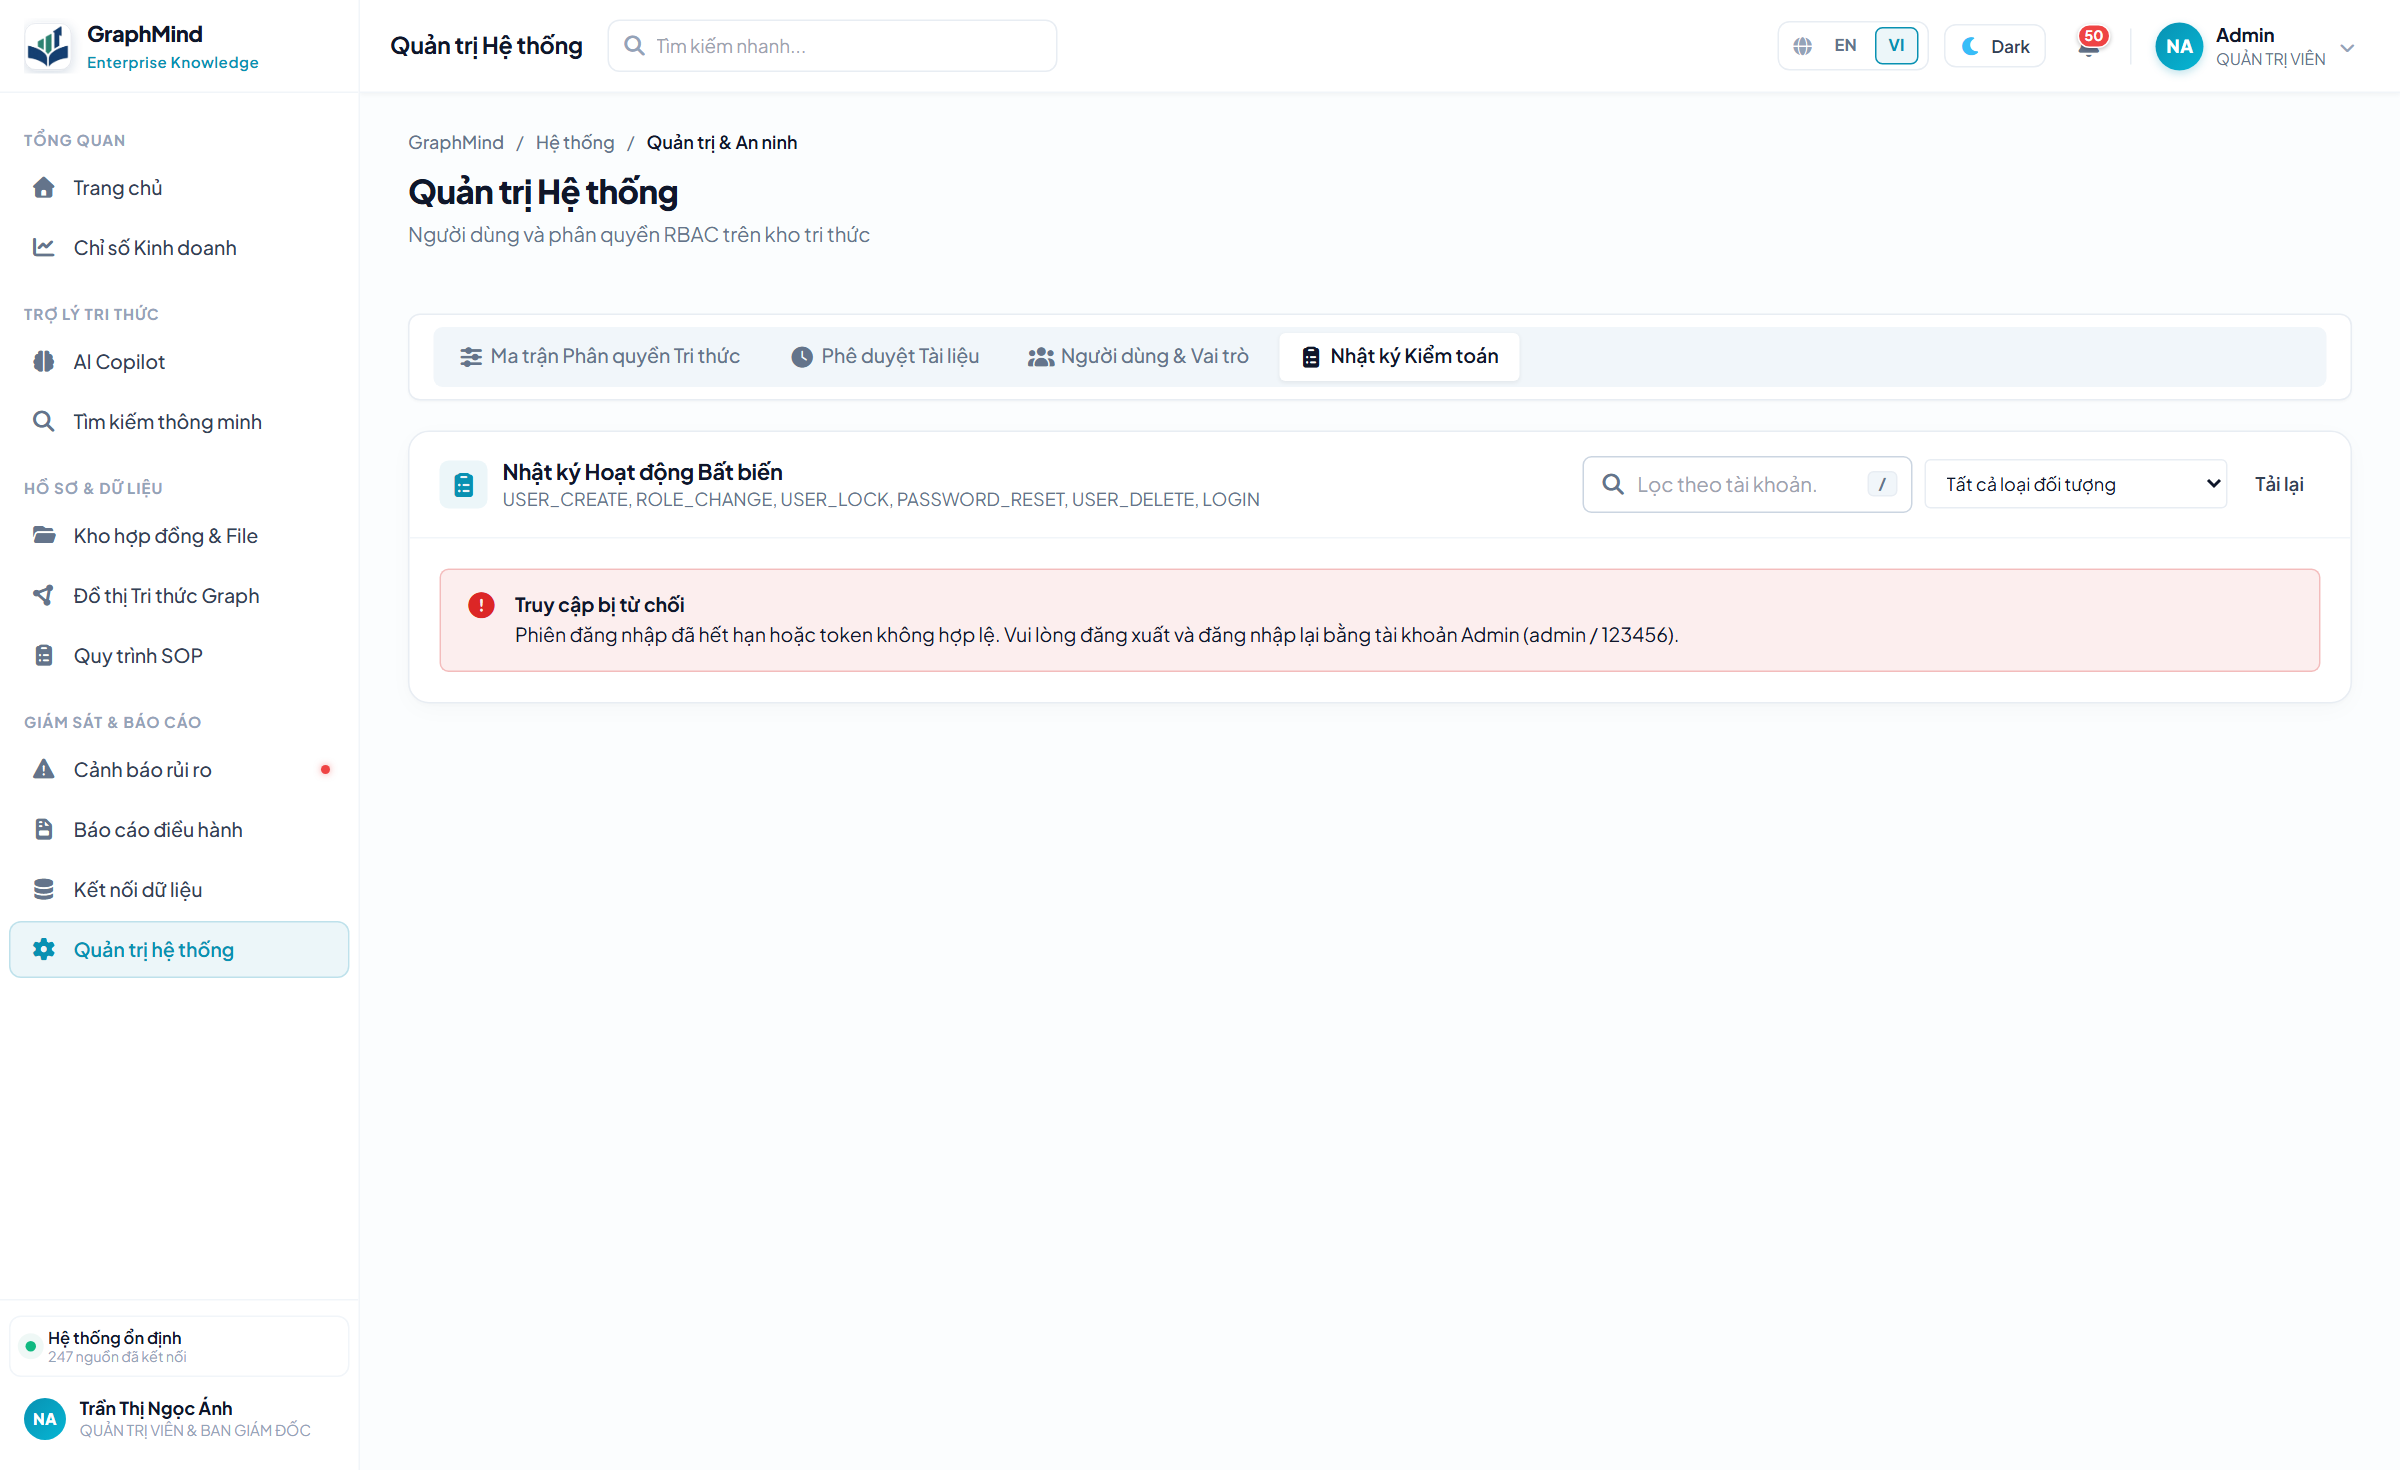 GraphMind
Enterprise Knowledge
Quản trị Hệ thống
Tìm kiếm nhanh...
EN
VI
Dark
50
NA
Admin
QUẢN TRỊ VIÊN
TỔNG QUAN
Trang chủ
Chỉ số Kinh doanh
TRỢ LÝ TRI THỨC
AI Copilot
Tìm kiếm thông minh
HỒ SƠ & DỮ LIỆU
Kho hợp đồng & File
Đồ thị Tri thức Graph
Quy trình SOP
GIÁM SÁT & BÁO CÁO
Cảnh báo rủi ro
Báo cáo điều hành
Kết nối dữ liệu
Quản trị hệ thống
Hệ thống ổn định
247 nguồn đã kết nối
NA
Trần Thị Ngọc Ánh
QUẢN TRỊ VIÊN & BAN GIÁM ĐỐC
GraphMind / Hệ thống / Quản trị & An ninh
Quản trị Hệ thống
Người dùng và phân quyền RBAC trên kho tri thức
Ma trận Phân quyền Tri thức
Phê duyệt Tài liệu
Người dùng & Vai trò
Nhật ký Kiểm toán
Nhật ký Hoạt động Bất biến
USER_CREATE, ROLE_CHANGE, USER_LOCK, PASSWORD_RESET, USER_DELETE, LOGIN
Lọc theo tài khoản.
/
Tất cả loại đối tượng
Tải lại
Truy cập bị từ chối
Phiên đăng nhập đã hết hạn hoặc token không hợp lệ. Vui lòng đăng xuất và đăng nhập lại bằng tài khoản Admin (admin / 123456).